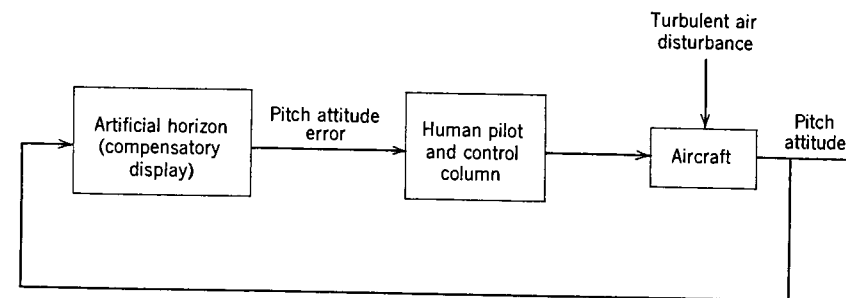 Turbulent air
disturbance
Artificial horizon
(compensatory
display)
Pitch attitude
error
Human pilot
and control
column
Aircraft
Pitch
attitude